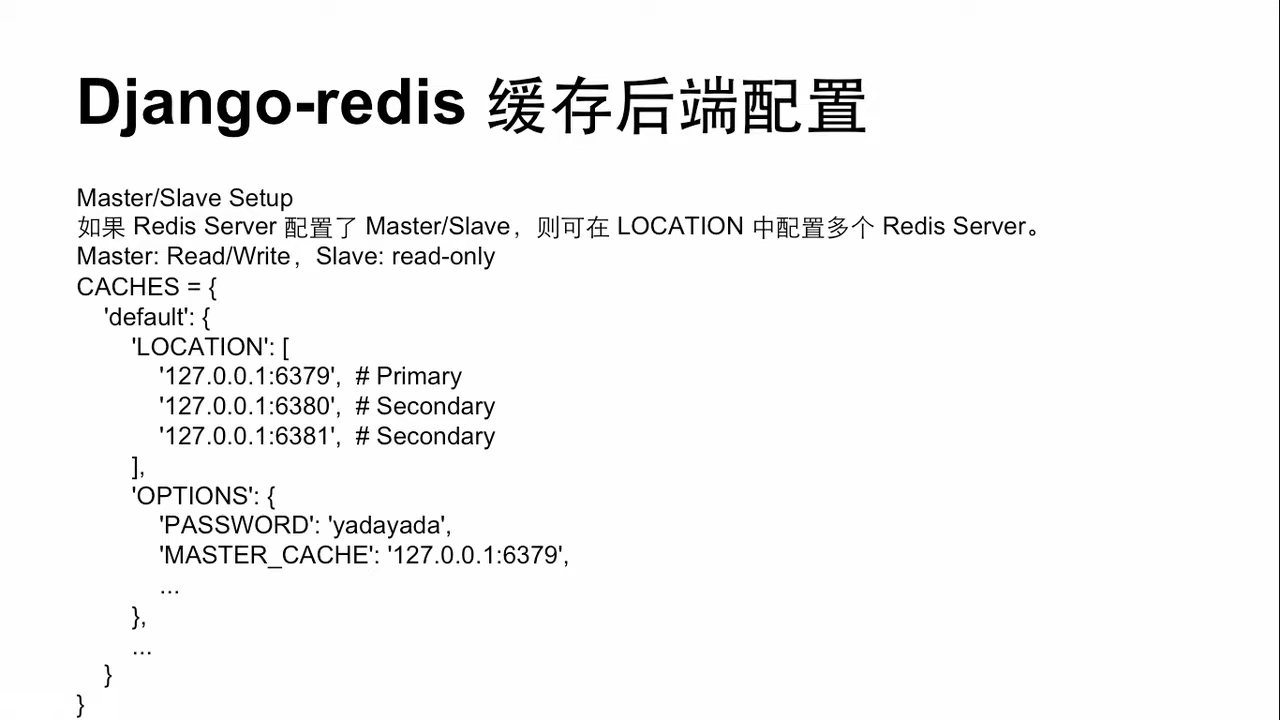 Django-redis 缓存后端配置
Master/Slave Setup
如果 Redis Server 配置了 Master/Slave，则可在 LOCATION 中配置多个 Redis Server。
Master: Read/Write，Slave: read-only
CACHES = {
    'default': {
        'LOCATION': [
            '127.0.0.1:6379',  # Primary
            '127.0.0.1:6380',  # Secondary
            '127.0.0.1:6381',  # Secondary
        ],
        'OPTIONS': {
            'PASSWORD': 'yadayada',
            'MASTER_CACHE': '127.0.0.1:6379',
            ...
        },
        ...
    }
}